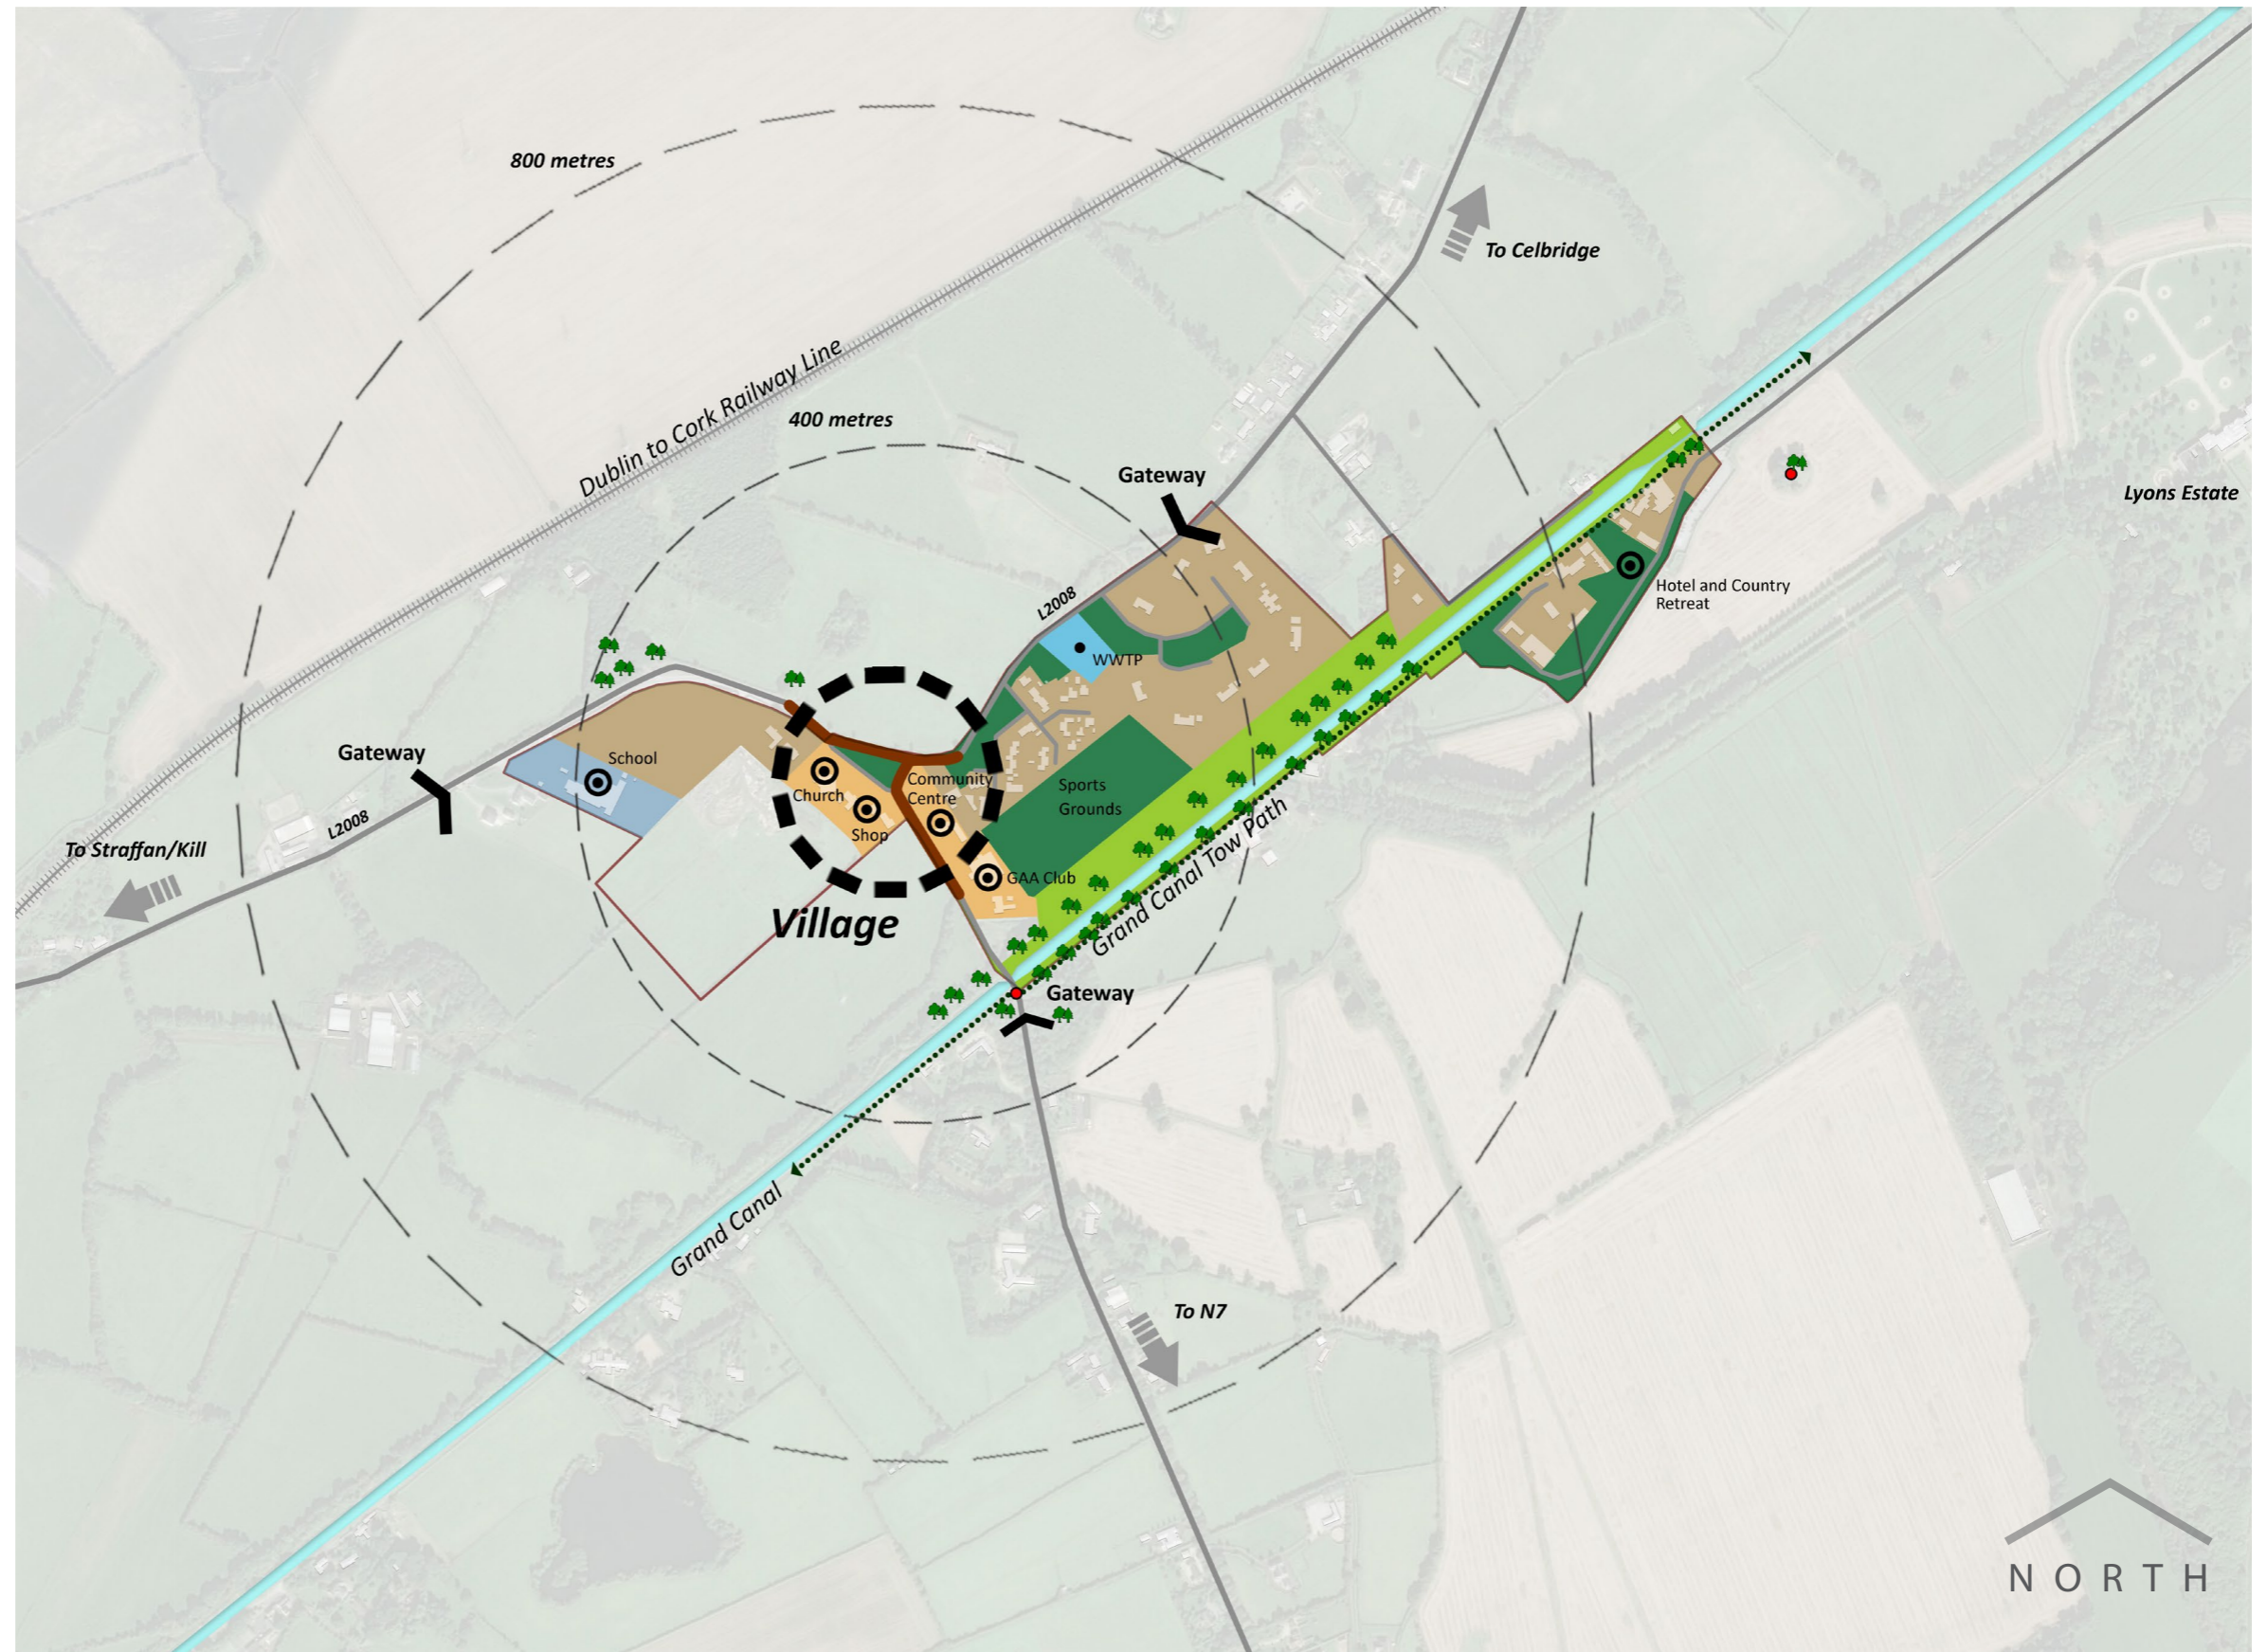 800 metres
To Celbridge
Dublin to Cork Railway Line
400 metres
Gateway
Lyons Estate
Hotel and Country
Retreat
L2008
WWTP
Gateway
School
Community
Centre
Church
Sports
Grounds
Shop
L2008
To Straffan/Kill
GAA Club
Village
Grand Canal Tow Path
Gateway
Grand Canal
To N7
NORTH